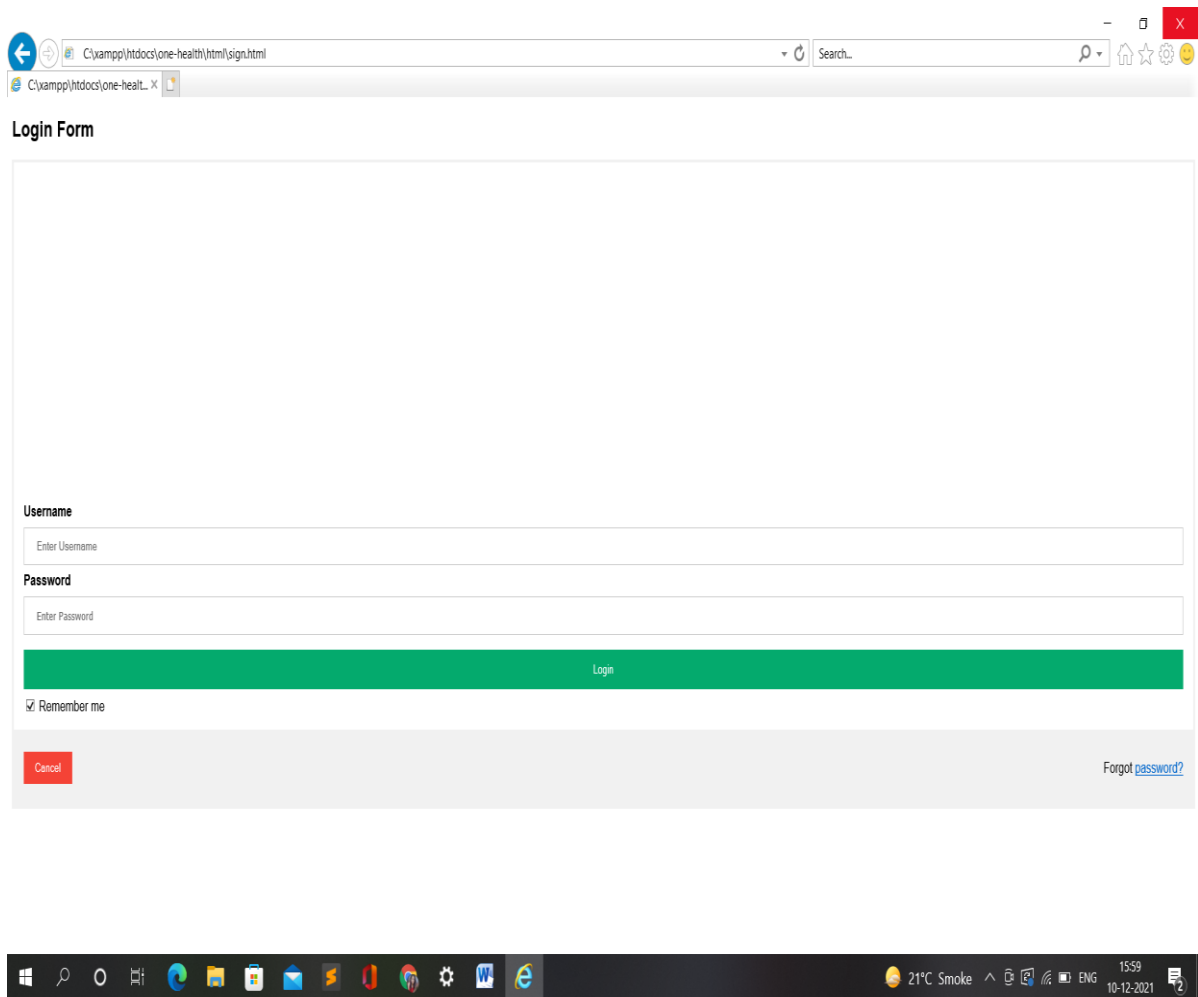 C:\xampp\htdocs\one-health\html\sign.html
Search...
C:\xampp\htdocs\one-healt...
Login Form
Username
Enter Username
Password
Enter Password
Login
Remember me
Cancel
Forgot password?
21°C Smoke
ENG
15:59
10-12-2021
2